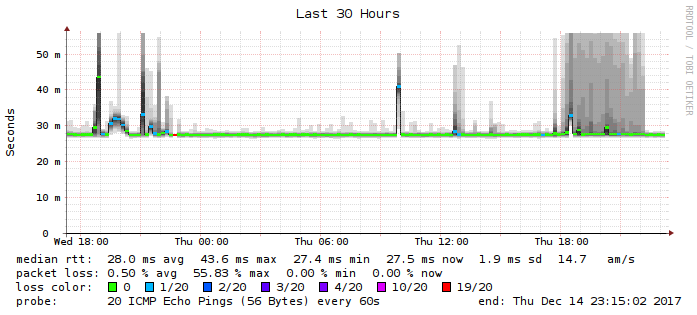 Last 30 Hours
RRDTOOL / TOBI OETIKER
Seconds
50 m
40 m
30 m
20 m
10 m
0
Wed 18:00 Thu 00:00 Thu 06:00 Thu 12:00 Thu 18:00
median rtt: 28.0 ms avg 43.6 ms max 27.4 ms min 27.5 ms now 1.9 ms sd 14.7 am/s
packet loss: 0.50 % avg 55.83 % max 0.00 % min 0.00 % now
loss color: 0 1/20 2/20 3/20 4/20 10/20 19/20
probe: 20 ICMP Echo Pings (56 Bytes) every 60s end: Thu Dec 14 23:15:02 2017